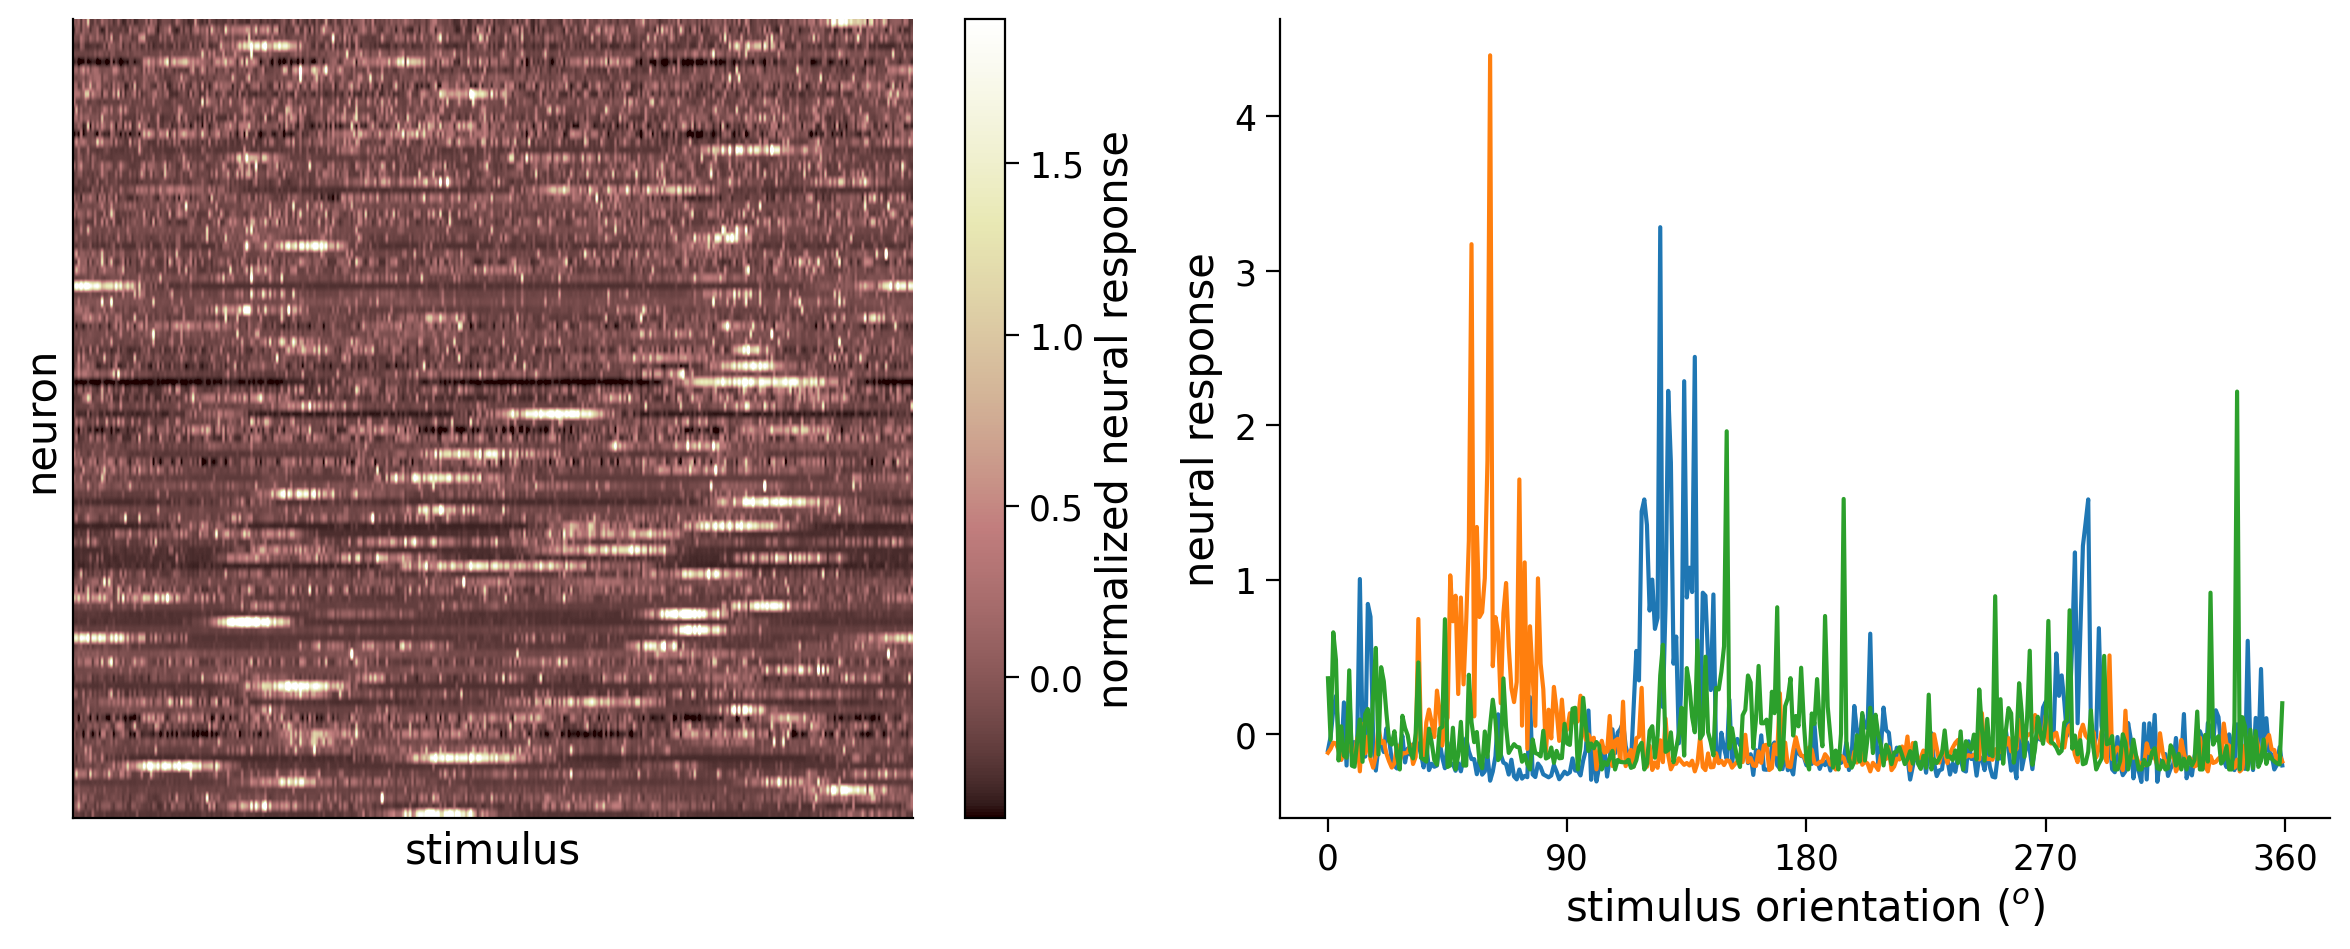 neuron
stimulus
1.5
1.0
0.5
0.0
normalized neural response
neural response
4
3
2
1
0
0 90 180 270 360
stimulus orientation (°)